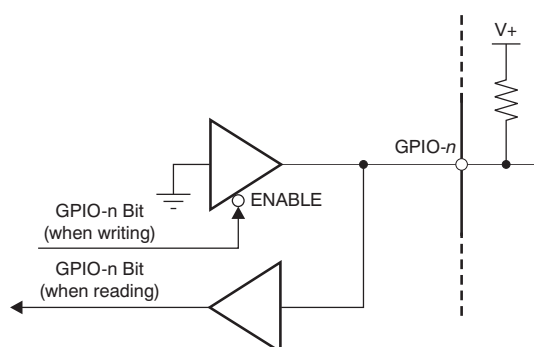 V+
GPIO-n
ENABLE
GPIO-n Bit
(when writing)
GPIO-n Bit
(when reading)